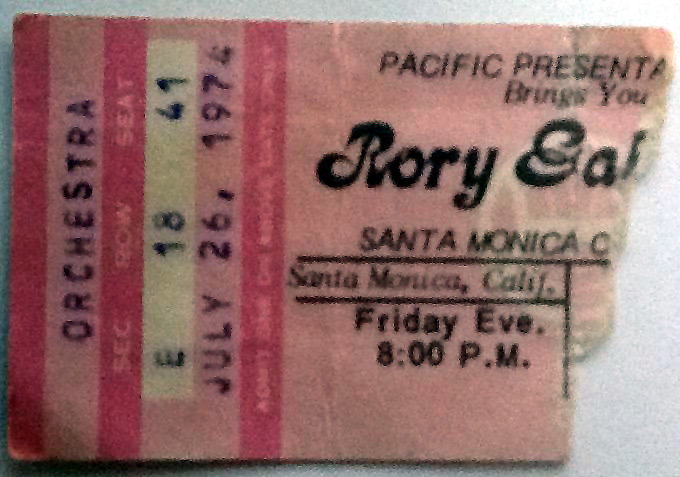 ORCHESTRA
SEC ROW SEAT
E 18 41
JULY 26, 1974
PACIFIC PRESENTA
Brings You
Rory Gal
SANTA MONICA C
Santa Monica, Calif.
Friday Eve.
8:00 P.M.